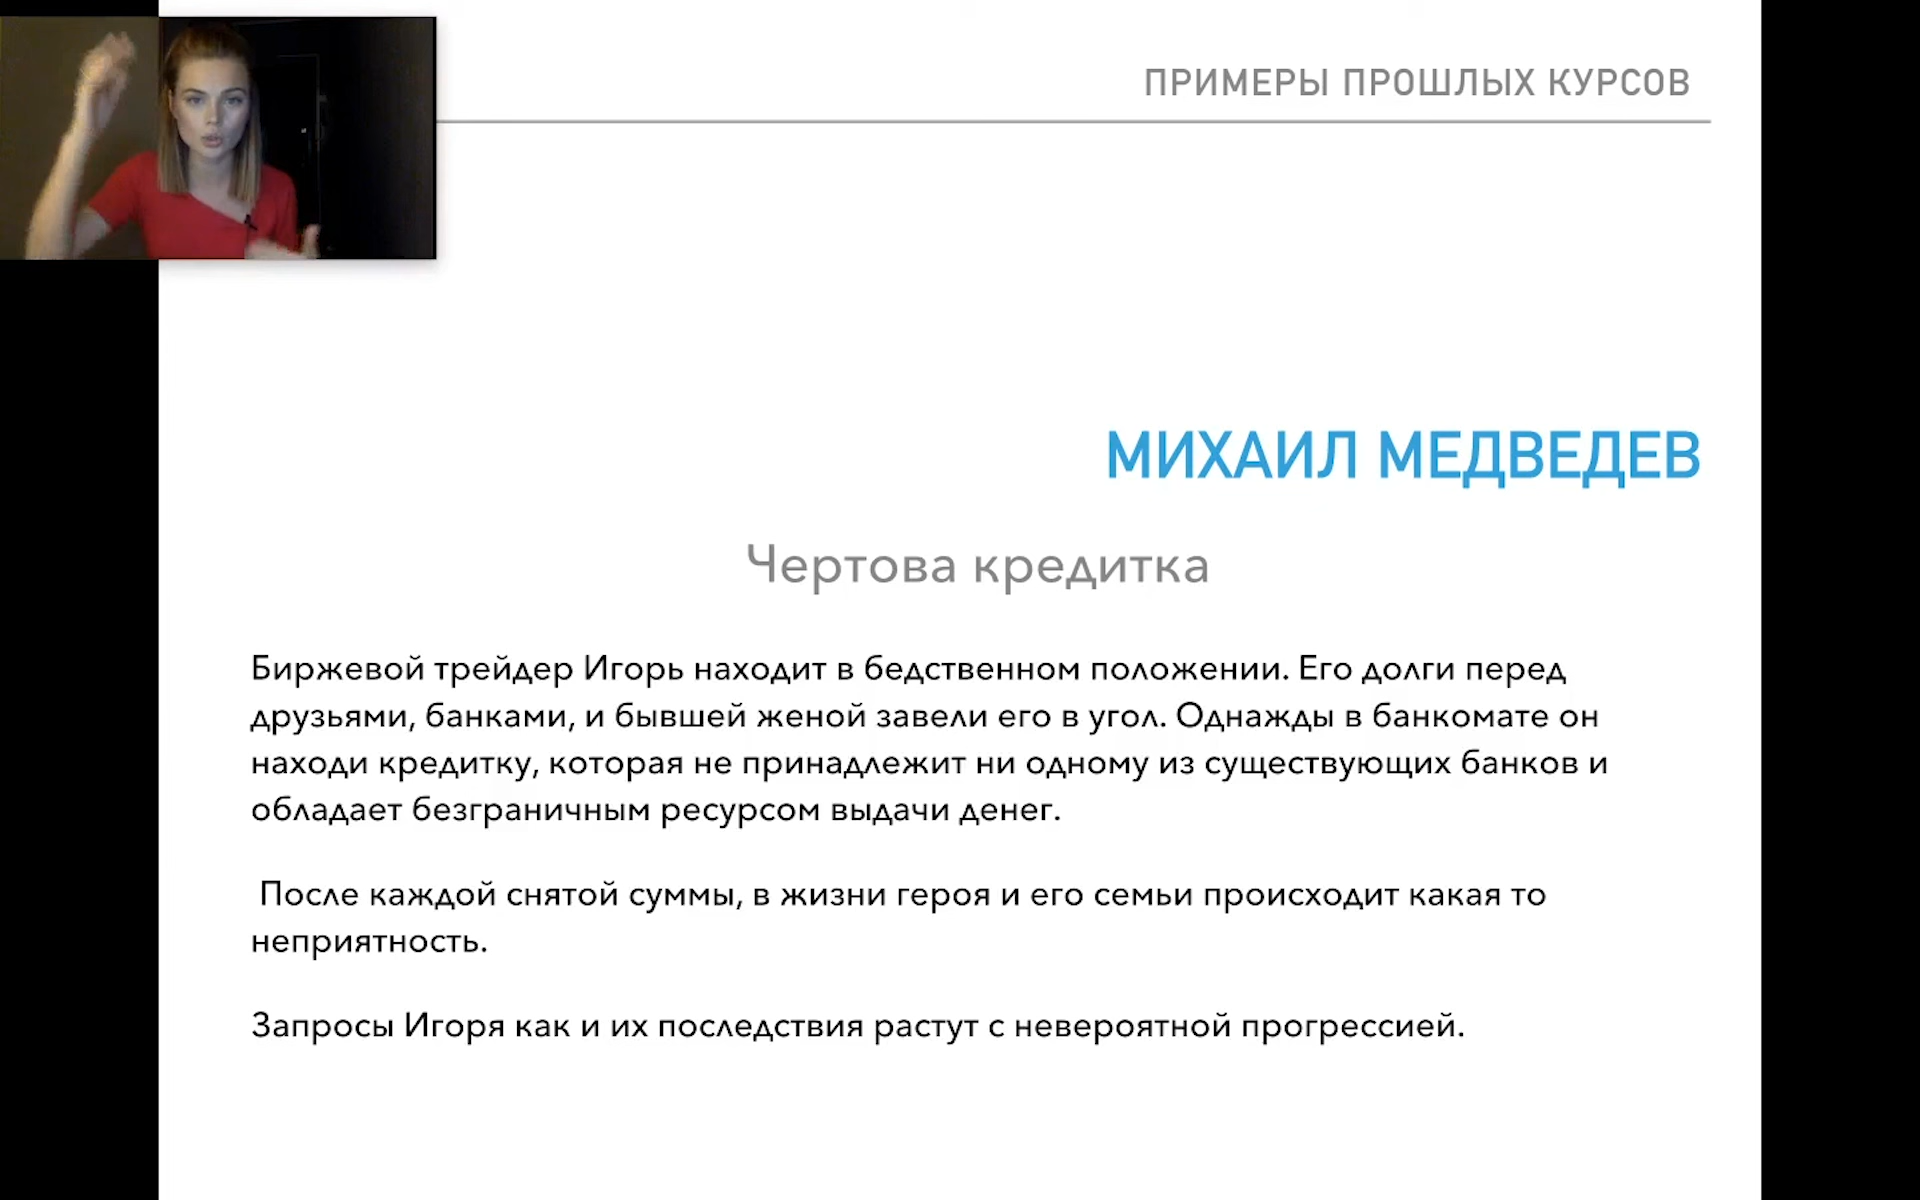 ПРИМЕРЫ ПРОШЛЫХ КУРСОВ
МИХАИЛ МЕДВЕДЕВ
Чертова кредитка
Биржевой трейдер Игорь находит в бедственном положении. Его долги перед
друзьями, банками, и бывшей женой завели его в угол. Однажды в банкомате он
находи кредитку, которая не принадлежит ни одному из существующих банков и
обладает безграничным ресурсом выдачи денег.
После каждой снятой суммы, в жизни героя и его семьи происходит какая то
неприятность.
Запросы Игоря как и их последствия растут с невероятной прогрессией.